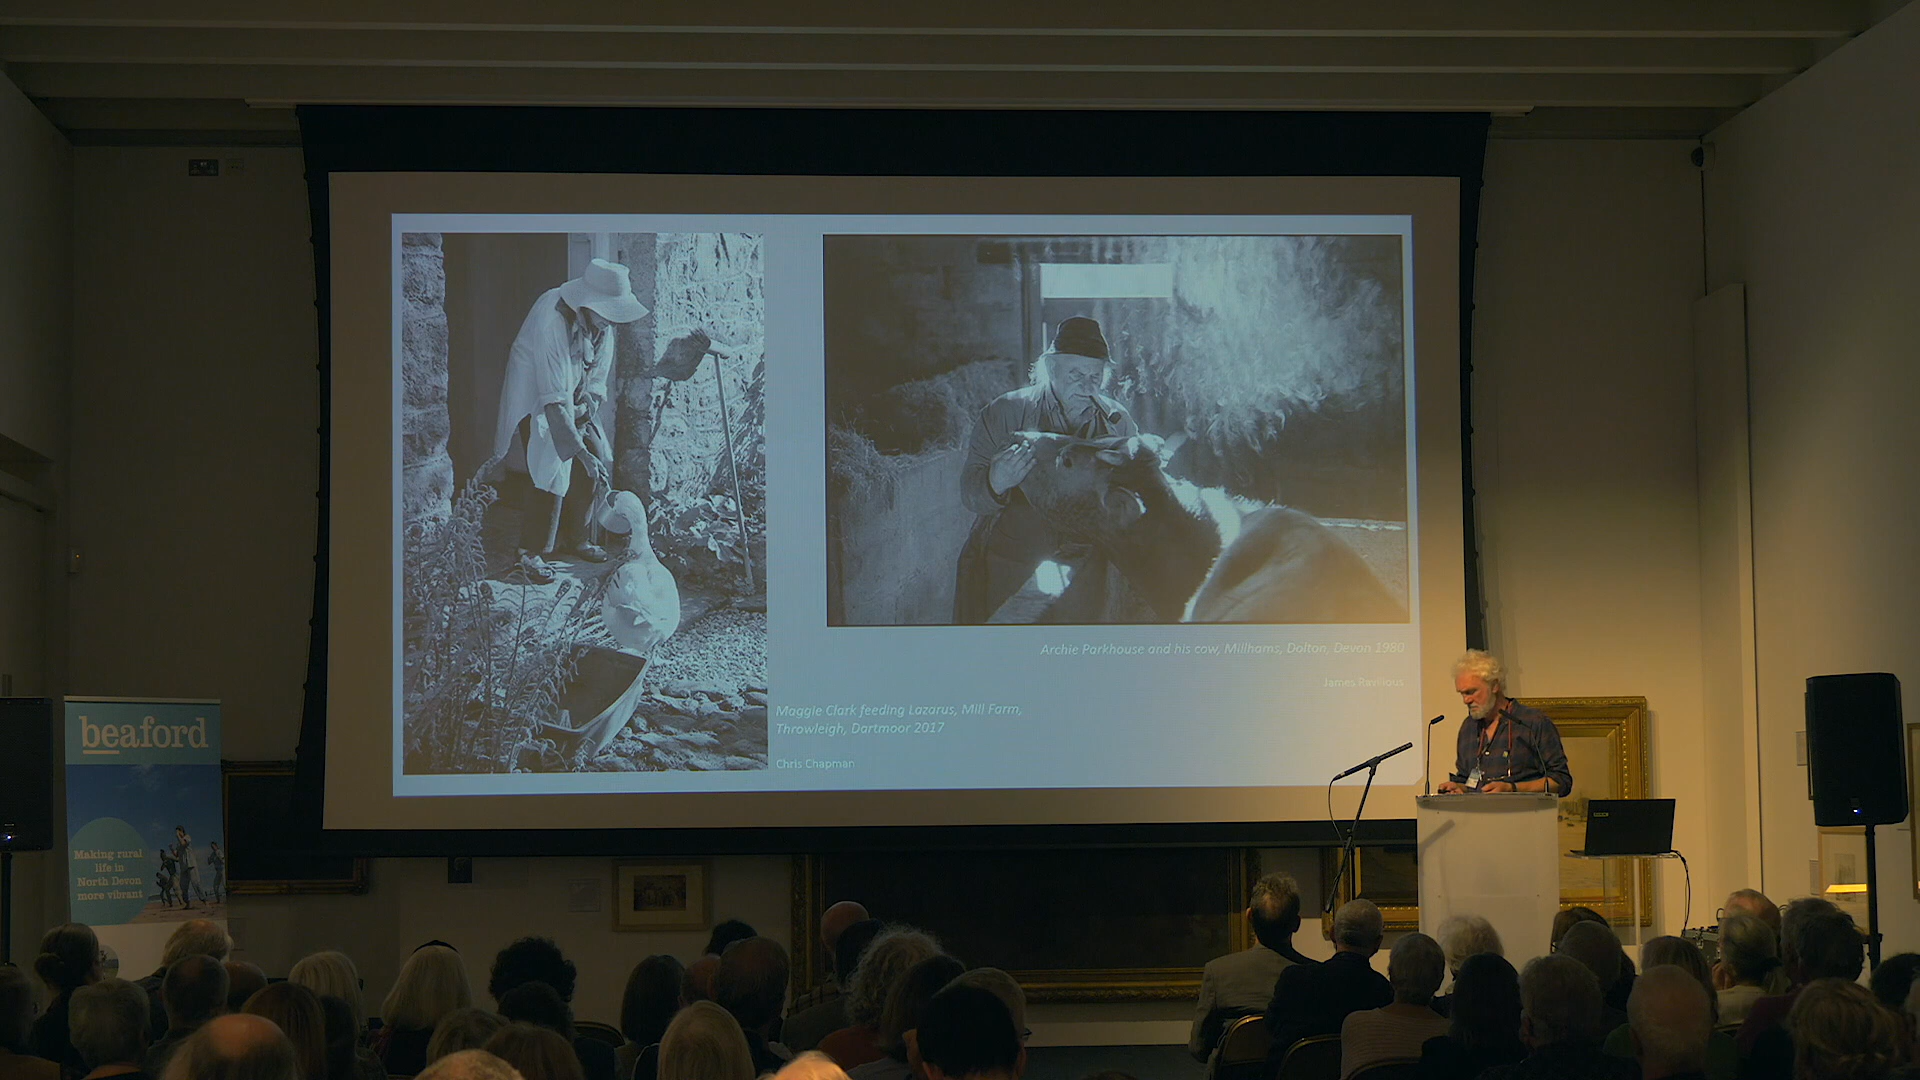 Archie Parkhouse and his cow, Millhams, Dolton, Devon 1980
James Ravilious
Maggie Clark feeding Lazarus, Mill Farm,
Throwleigh, Dartmoor 2017
Chris Chapman
beaford
Making rural
life in
North Devon
more vibrant